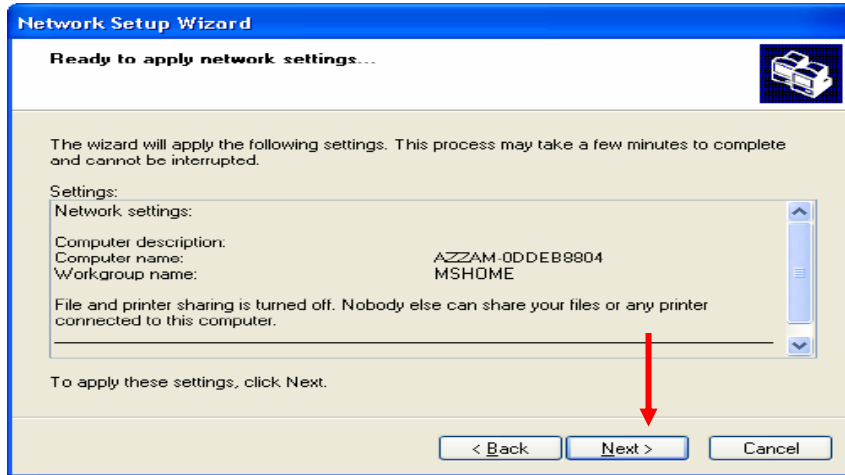 Network Setup Wizard
Ready to apply network settings...
The wizard will apply the following settings. This process may take a few minutes to complete
and cannot be interrupted.
Settings:
Network settings:
Computer description:
Computer name: AZZAM-0DDEB8804
Workgroup name: MSHOME
File and printer sharing is turned off. Nobody else can share your files or any printer
connected to this computer.
To apply these settings, click Next.
< Back Next > Cancel